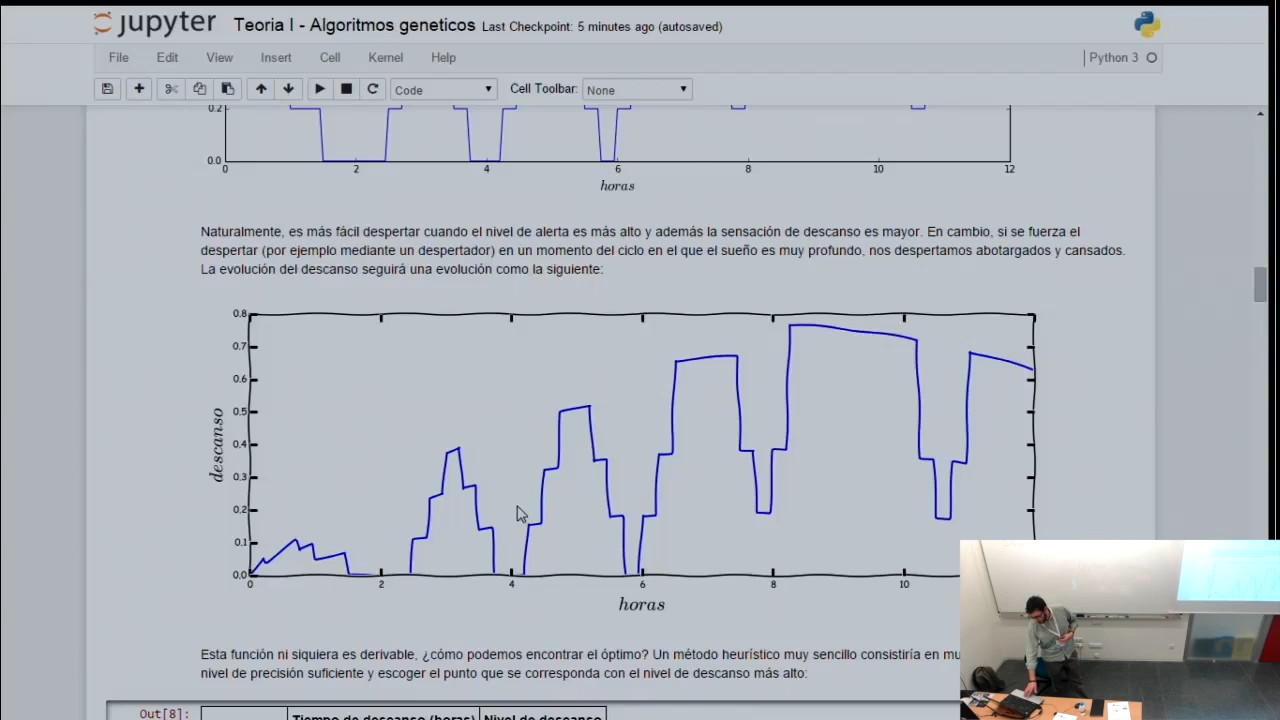 jupyter Teoria I - Algoritmos geneticos Last Checkpoint: 5 minutes ago (autosaved)
File Edit View Insert Cell Kernel Help Python 3
Code Cell Toolbar: None
0.2
0.0
0 2 4 6 8 10 12
horas
Naturalmente, es más fácil despertar cuando el nivel de alerta es más alto y además la sensación de descanso es mayor. En cambio, si se fuerza el
despertar (por ejemplo mediante un despertador) en un momento del ciclo en el que el sueño es muy profundo, nos despertamos abotargados y cansados.
La evolución del descanso seguirá una evolución como la siguiente:
0.8
0.7
0.6
0.5
0.4
0.3
0.2
0.1
0.0
descanso
0 2 4 6 8 10
horas
Esta función ni siquiera es derivable, ¿cómo podemos encontrar el óptimo? Un método heurístico muy sencillo consistiría en mu
nivel de precisión suficiente y escoger el punto que se corresponda con el nivel de descanso más alto:
Out[8]: Tiempo de descanso (horas) Nivel de descanso